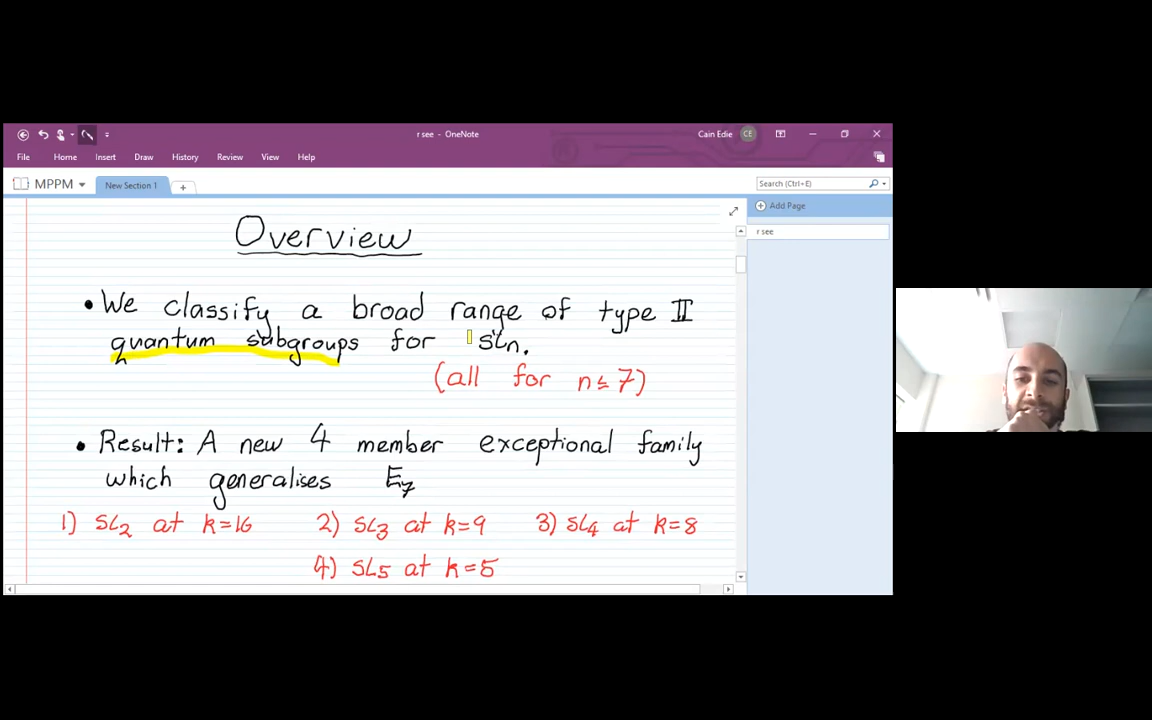 r see - OneNote
Cain Edie CE
File Home Insert Draw History Review View Help
MPPM
New Section 1
Search (Ctrl+E)
Add Page
r see
Overview
• We classify a broad range of type II
quantum subgroups for sLn.
(all for n ≤ 7)
• Result: A new 4 member exceptional family
which generalises E7
1) sL2 at k=16 2) sL3 at k=9 3) sL4 at k=8
4) sL5 at k=5